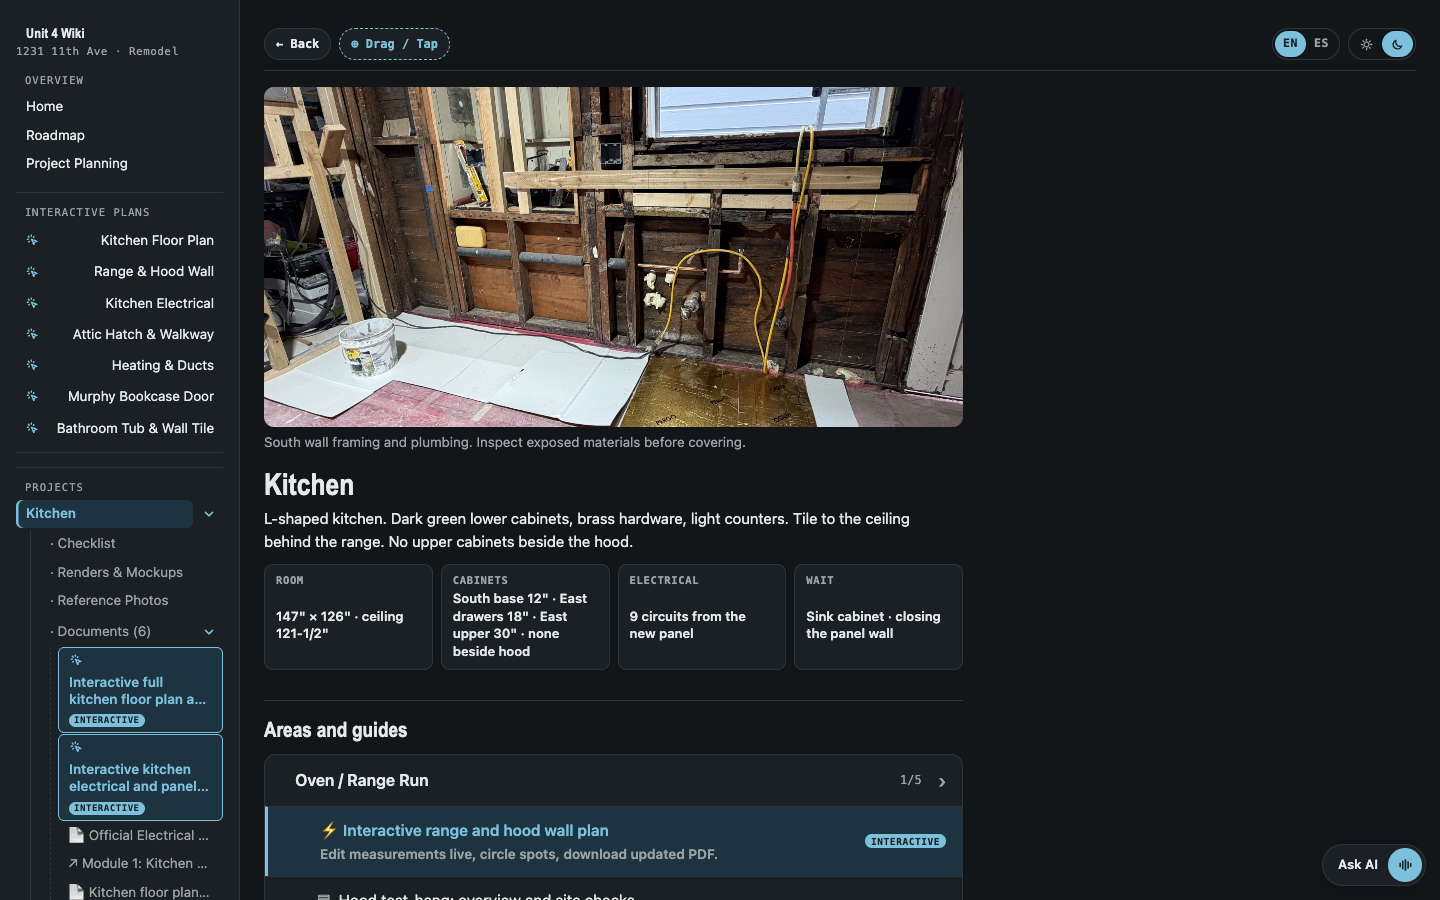 Unit 4 Wiki
1231 11th Ave · Remodel
OVERVIEW
Home
Roadmap
Project Planning
INTERACTIVE PLANS
Kitchen Floor Plan
Range & Hood Wall
Kitchen Electrical
Attic Hatch & Walkway
Heating & Ducts
Murphy Bookcase Door
Bathroom Tub & Wall Tile
PROJECTS
Kitchen
· Checklist
· Renders & Mockups
· Reference Photos
· Documents (6)
Interactive full
kitchen floor plan a...
INTERACTIVE
Interactive kitchen
electrical and panel...
INTERACTIVE
Official Electrical ...
↗ Module 1: Kitchen ...
Kitchen floor plan...
← Back
⊕ Drag / Tap
EN ES
South wall framing and plumbing. Inspect exposed materials before covering.
Kitchen
L-shaped kitchen. Dark green lower cabinets, brass hardware, light counters. Tile to the ceiling
behind the range. No upper cabinets beside the hood.
ROOM
147" × 126" · ceiling
121-1/2"
CABINETS
South base 12" · East
drawers 18" · East
upper 30" · none
beside hood
ELECTRICAL
9 circuits from the
new panel
WAIT
Sink cabinet · closing
the panel wall
Areas and guides
Oven / Range Run
1/5
⚡ Interactive range and hood wall plan
Edit measurements live, circle spots, download updated PDF.
INTERACTIVE
Hood test-hang: overview and site checks
Ask AI